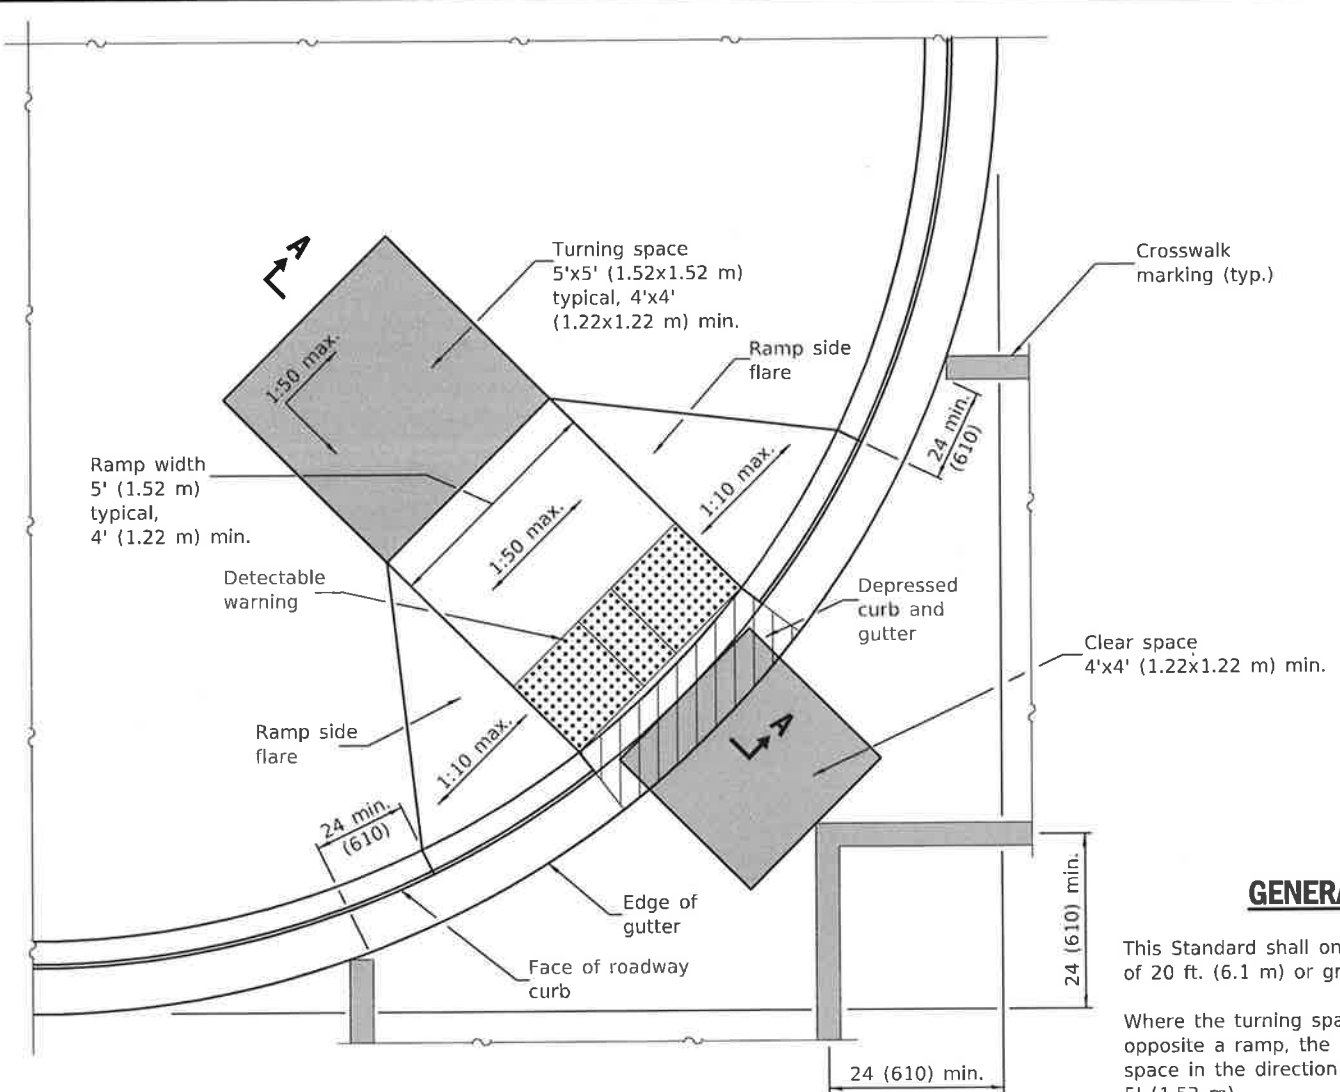 A
Turning space
5'x5' (1.52x1.52 m)
typical, 4'x4'
(1.22x1.22 m) min.
Crosswalk
marking (typ.)
Ramp side
flare
1:50 max.
24 min.
(610)
Ramp width
5' (1.52 m)
typical,
4' (1.22 m) min.
1:10 max.
1:50 max.
Detectable
warning
Depressed
curb and
gutter
Clear space
4'x4' (1.22x1.22 m) min.
A
Ramp side
flare
1:10 max.
24 min.
(610)
24 (610) min.
Edge of
gutter
Face of roadway
curb
24 (610) min.
GENERA
This Standard shall on
of 20 ft. (6.1 m) or gr
Where the turning spa
opposite a ramp, the
space in the direction
5' (1.52 m)